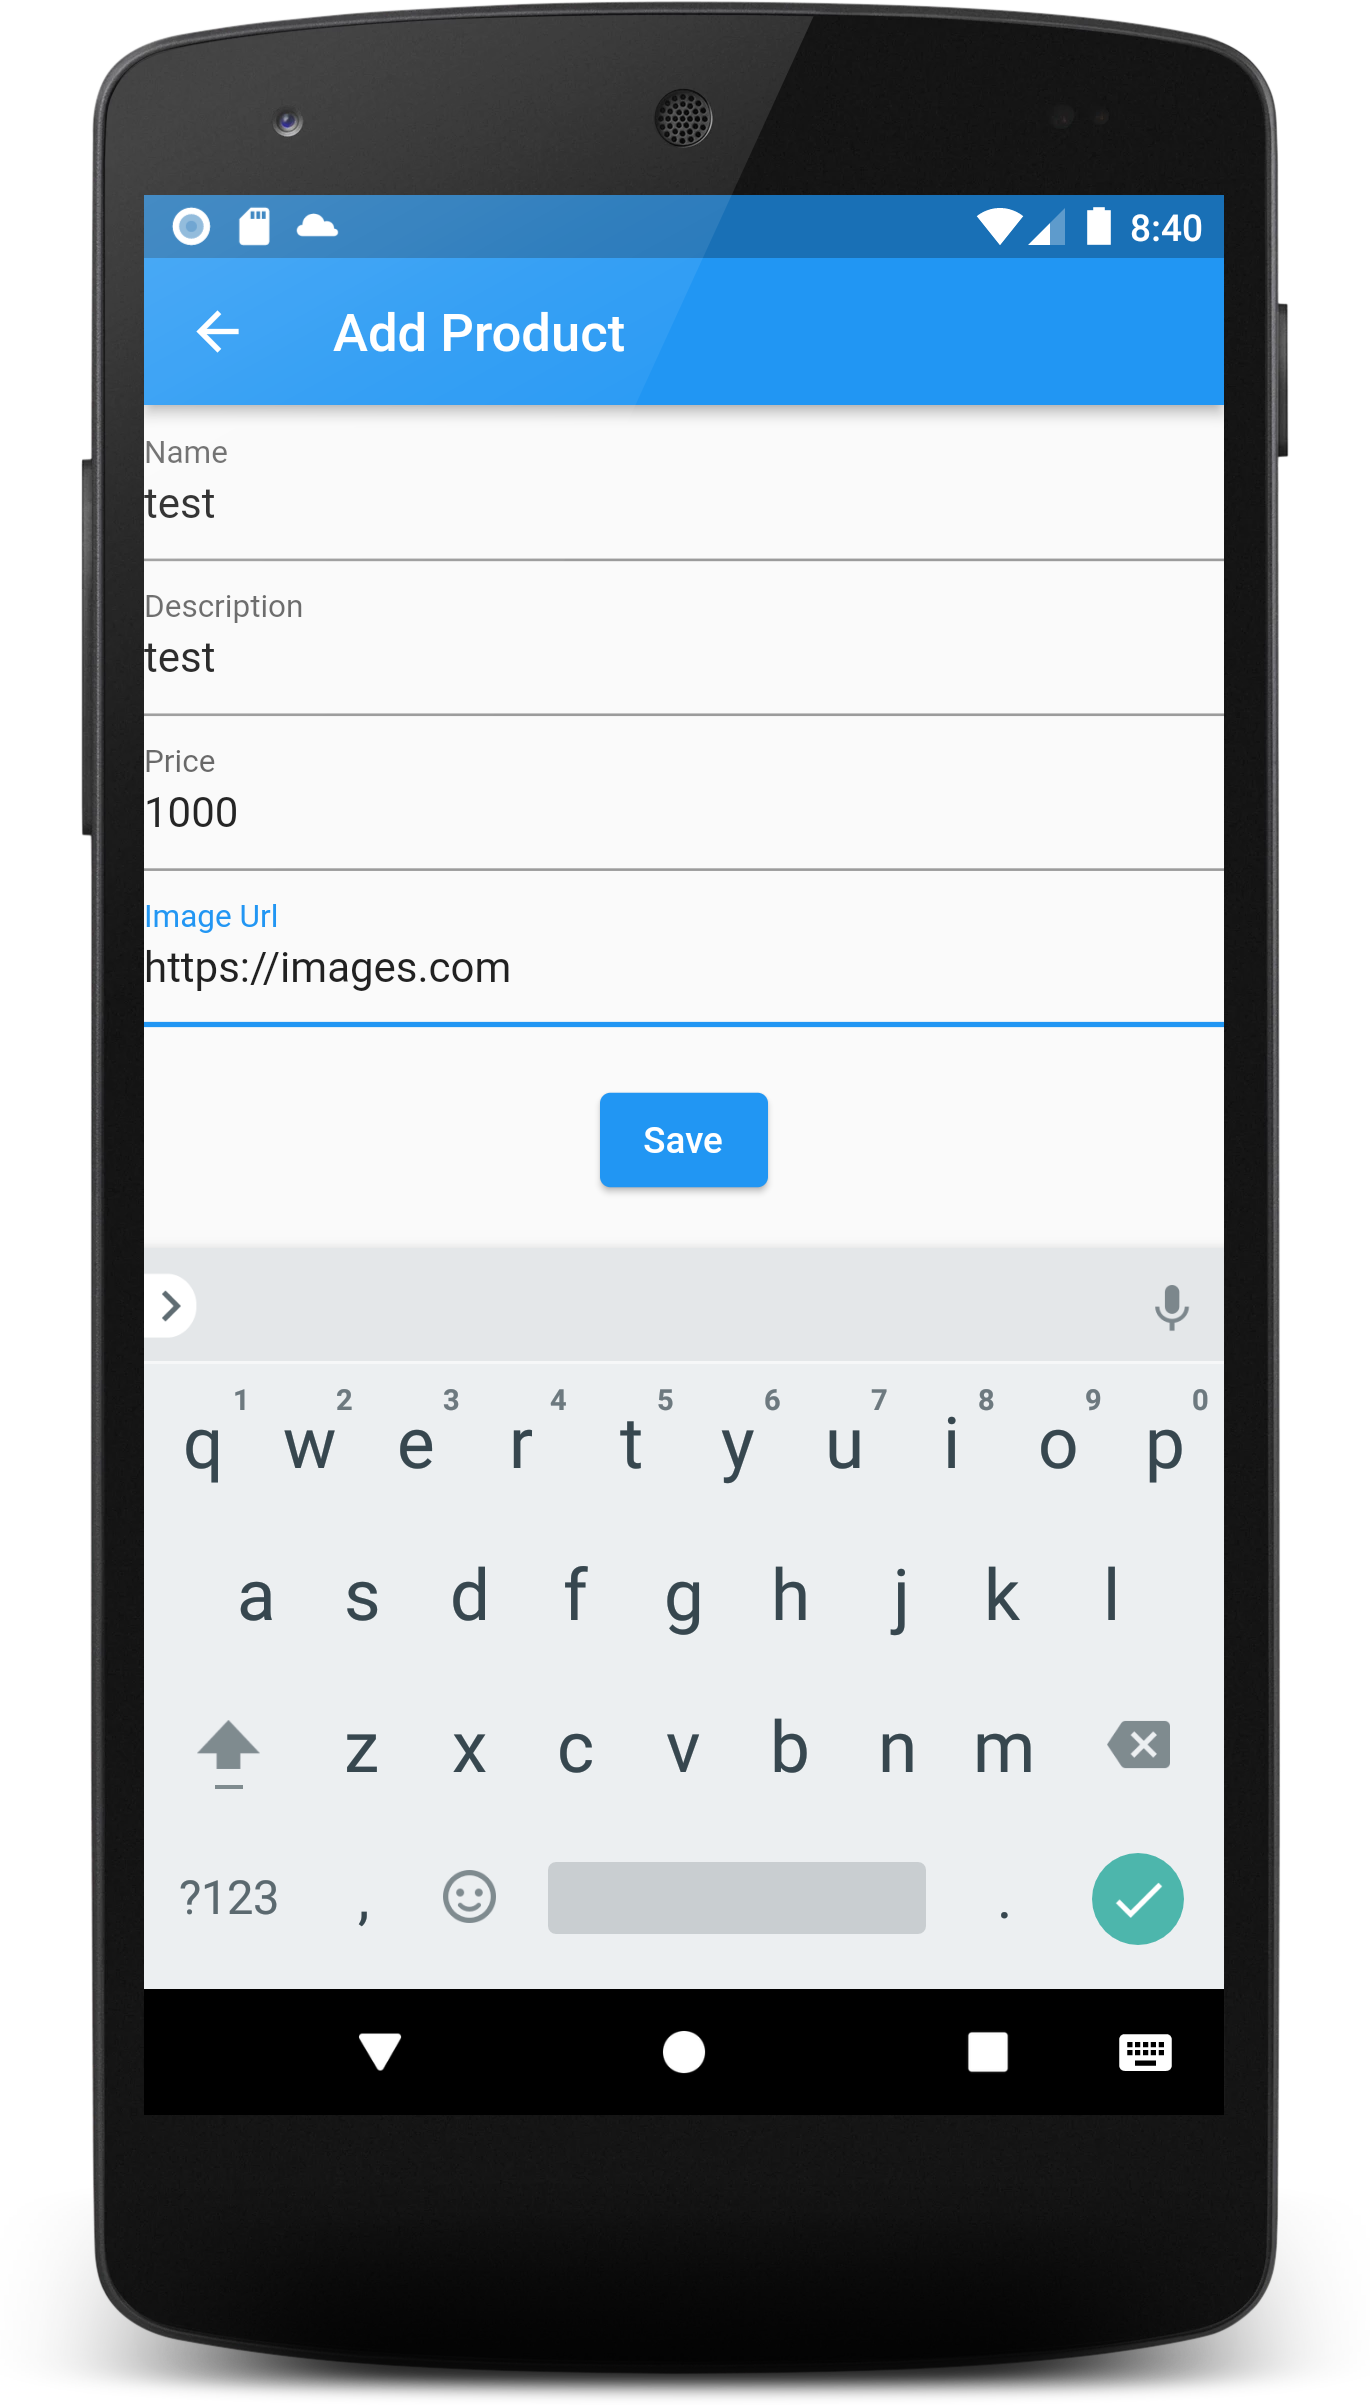 8:40
Add Product
Name
test
Description
test
Price
1000
Image Url
https://images.com
Save
1 2 3 4 5 6 7 8 9 0
q w e r t y u i o p
a s d f g h j k l
z x c v b n m
?123 , .